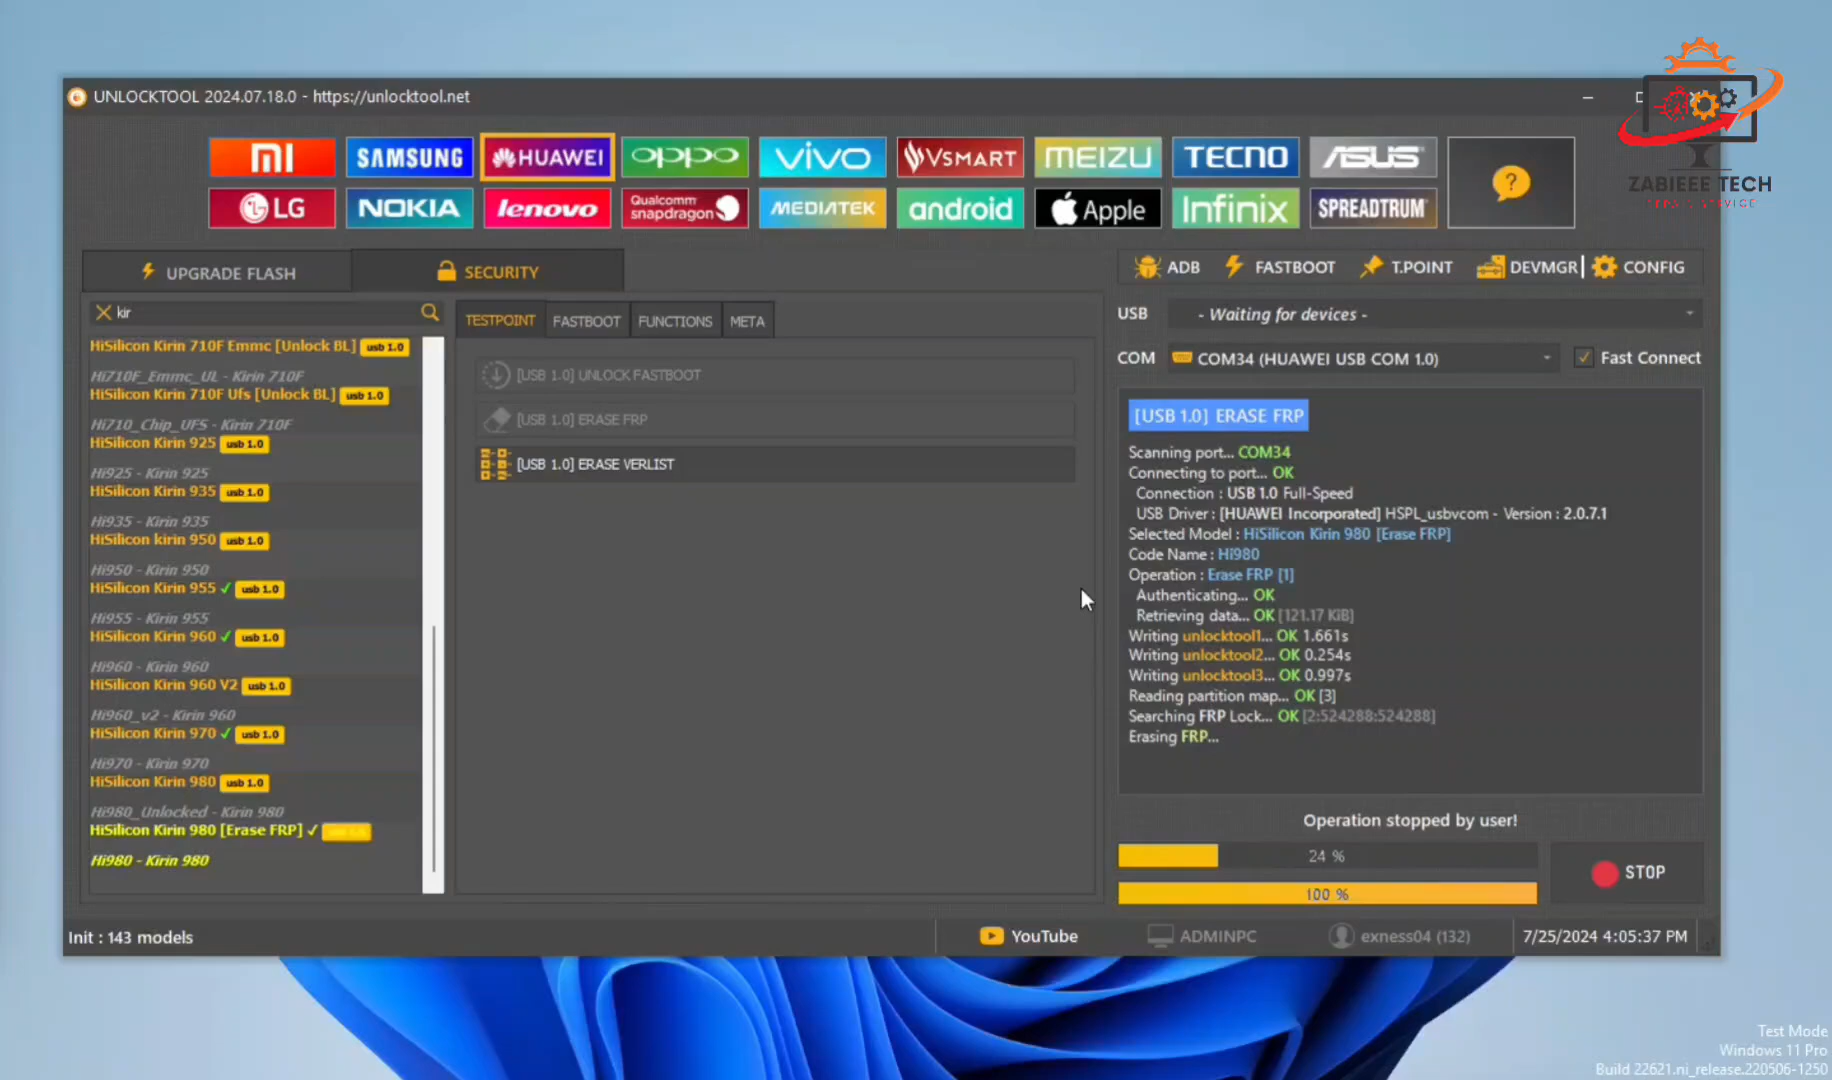 UNLOCKTOOL 2024.07.18.0 - https://unlocktool.net
ZABIEEE TECH
SAMSUNG
HUAWEI
oppo
vivo
VSMART
MEIZU
TECNO
ASUS
?
LG
NOKIA
lenovo
Qualcomm
snapdragon
MEDIATEK
android
Apple
Infinix
SPREADTRUM
UPGRADE FLASH
SECURITY
ADB
FASTBOOT
T.POINT
DEVMGR
CONFIG
kir
HiSilicon Kirin 710F Emmc [Unlock BL] usb 1.0
Hi710F_Emmc_UL - Kirin 710F
HiSilicon Kirin 710F Ufs [Unlock BL] usb 1.0
Hi710_Chip_UFS - Kirin 710F
HiSilicon Kirin 925 usb 1.0
Hi925 - Kirin 925
HiSilicon Kirin 935 usb 1.0
Hi935 - Kirin 935
HiSilicon kirin 950 usb 1.0
Hi950 - Kirin 950
HiSilicon Kirin 955 ✓ usb 1.0
Hi955 - Kirin 955
HiSilicon Kirin 960 ✓ usb 1.0
Hi960 - Kirin 960
HiSilicon Kirin 960 V2 usb 1.0
Hi960_v2 - Kirin 960
HiSilicon Kirin 970 ✓ usb 1.0
Hi970 - Kirin 970
HiSilicon Kirin 980 usb 1.0
Hi980_Unlocked - Kirin 980
HiSilicon Kirin 980 [Erase FRP] ✓
Hi980 - Kirin 980
TESTPOINT
FASTBOOT
FUNCTIONS
META
[USB 1.0] UNLOCK FASTBOOT
[USB 1.0] ERASE FRP
[USB 1.0] ERASE VERLIST
USB - Waiting for devices -
COM COM34 (HUAWEI USB COM 1.0) Fast Connect
[USB 1.0] ERASE FRP
Scanning port... COM34
Connecting to port... OK
Connection : USB 1.0 Full-Speed
USB Driver : [HUAWEI Incorporated] HSPL_usbvcom - Version : 2.0.7.1
Selected Model : HiSilicon Kirin 980 [Erase FRP]
Code Name : Hi980
Operation : Erase FRP [1]
Authenticating... OK
Retrieving data... OK [121.17 KiB]
Writing unlocktool1... OK 1.661s
Writing unlocktool2... OK 0.254s
Writing unlocktool3... OK 0.997s
Reading partition map... OK [3]
Searching FRP Lock... OK [2:524288:524288]
Erasing FRP...
Operation stopped by user!
24 %
100 %
STOP
Init : 143 models
YouTube
ADMINPC
exness04 (132)
7/25/2024 4:05:37 PM
Test Mode
Windows 11 Pro
Build 22621.ni_release.220506-1250